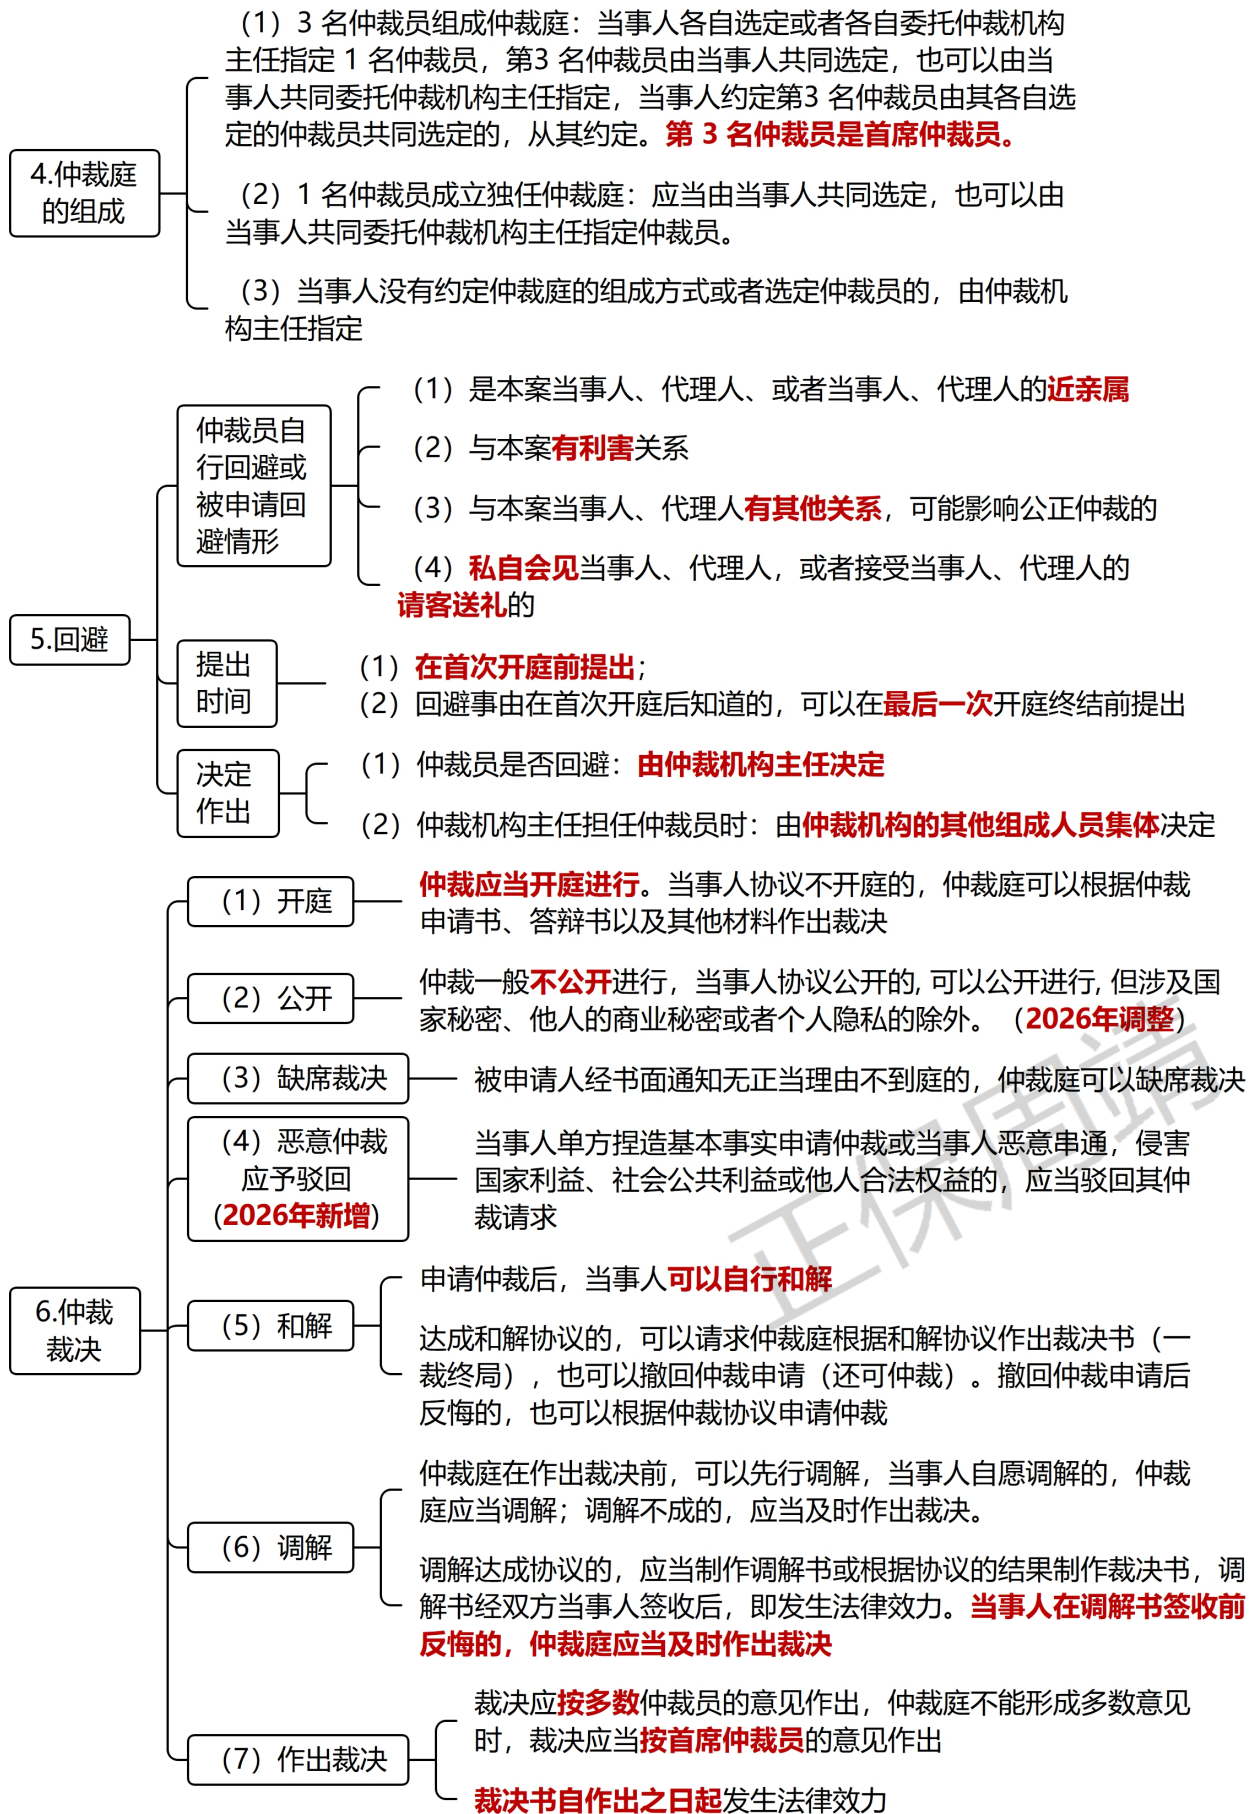 4.仲裁庭
的组成
（1）3 名仲裁员组成仲裁庭：当事人各自选定或者各自委托仲裁机构
主任指定 1 名仲裁员，第3 名仲裁员由当事人共同选定，也可以由当
事人共同委托仲裁机构主任指定，当事人约定第3 名仲裁员由其各自选
定的仲裁员共同选定的，从其约定。第 3 名仲裁员是首席仲裁员。
（2）1 名仲裁员成立独任仲裁庭：应当由当事人共同选定，也可以由
当事人共同委托仲裁机构主任指定仲裁员。
（3）当事人没有约定仲裁庭的组成方式或者选定仲裁员的，由仲裁机
构主任指定
5.回避
仲裁员自
行回避或
被申请回
避情形
（1）是本案当事人、代理人、或者当事人、代理人的近亲属
（2）与本案有利害关系
（3）与本案当事人、代理人有其他关系，可能影响公正仲裁的
（4）私自会见当事人、代理人，或者接受当事人、代理人的
请客送礼的
提出
时间
（1）在首次开庭前提出；
（2）回避事由在首次开庭后知道的，可以在最后一次开庭终结前提出
决定
作出
（1）仲裁员是否回避：由仲裁机构主任决定
（2）仲裁机构主任担任仲裁员时：由仲裁机构的其他组成人员集体决定
6.仲裁
裁决
（1）开庭
仲裁应当开庭进行。当事人协议不开庭的，仲裁庭可以根据仲裁
申请书、答辩书以及其他材料作出裁决
（2）公开
仲裁一般不公开进行，当事人协议公开的, 可以公开进行, 但涉及国
家秘密、他人的商业秘密或者个人隐私的除外。（2026年调整）
（3）缺席裁决
被申请人经书面通知无正当理由不到庭的，仲裁庭可以缺席裁决
（4）恶意仲裁
应予驳回
(2026年新增)
当事人单方捏造基本事实申请仲裁或当事人恶意串通，侵害
国家利益、社会公共利益或他人合法权益的，应当驳回其仲
裁请求
（5）和解
申请仲裁后，当事人可以自行和解
达成和解协议的，可以请求仲裁庭根据和解协议作出裁决书（一
裁终局），也可以撤回仲裁申请（还可仲裁）。撤回仲裁申请后
反悔的，也可以根据仲裁协议申请仲裁
（6）调解
仲裁庭在作出裁决前，可以先行调解，当事人自愿调解的，仲裁
庭应当调解；调解不成的，应当及时作出裁决。
调解达成协议的，应当制作调解书或根据协议的结果制作裁决书，调
解书经双方当事人签收后，即发生法律效力。当事人在调解书签收前
反悔的，仲裁庭应当及时作出裁决
（7）作出裁决
裁决应按多数仲裁员的意见作出，仲裁庭不能形成多数意见
时，裁决应当按首席仲裁员的意见作出
裁决书自作出之日起发生法律效力
正保周靖